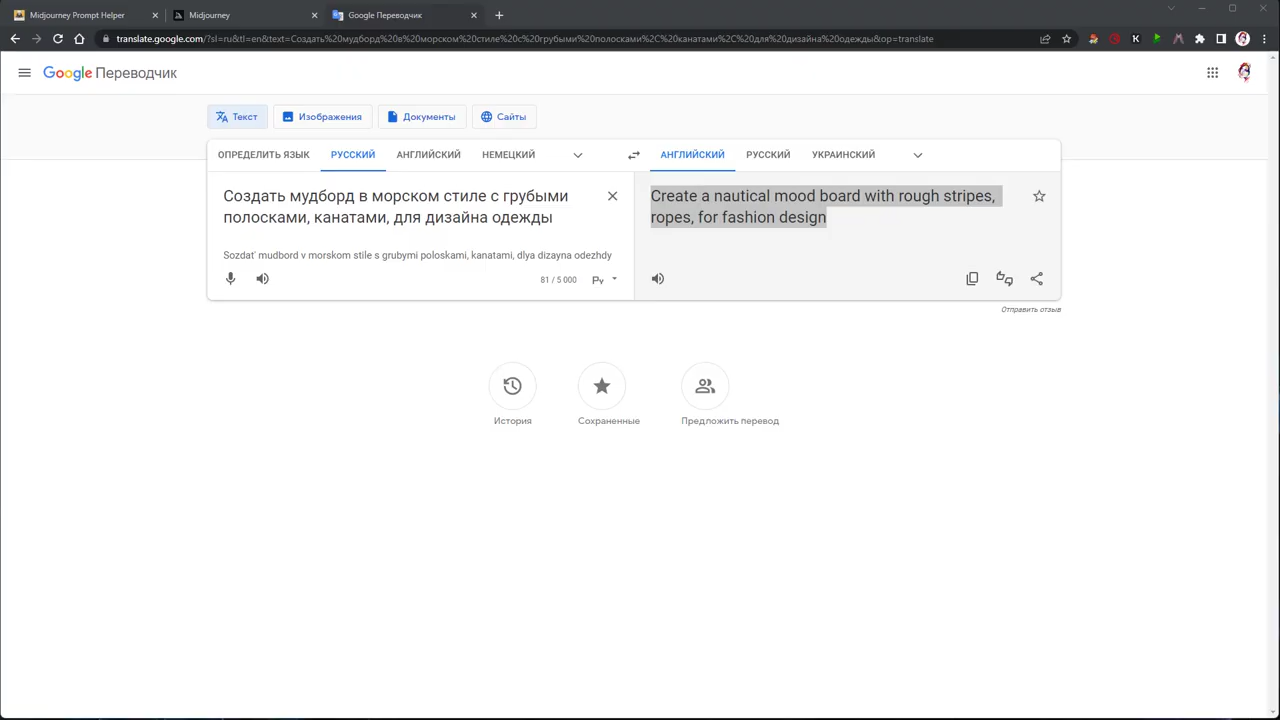 Midjourney Prompt Helper
Midjourney
Google Переводчик
translate.google.com/?sl=ru&tl=en&text=Создать%20мудборд%20в%20морском%20стиле%20с%20грубыми%20полосками%2C%20канатами%2C%20для%20дизайна%20одежды&op=translate
Google Переводчик
Текст
Изображения
Документы
Сайты
ОПРЕДЕЛИТЬ ЯЗЫК
РУССКИЙ
АНГЛИЙСКИЙ
НЕМЕЦКИЙ
АНГЛИЙСКИЙ
РУССКИЙ
УКРАИНСКИЙ
Создать мудборд в морском стиле с грубыми
полосками, канатами, для дизайна одежды
Sozdat' mudbord v morskom stile s grubymi poloskami, kanatami, dlya dizayna odezhdy
81 / 5 000
Create a nautical mood board with rough stripes,
ropes, for fashion design
Отправить отзыв
История
Сохраненные
Предложить перевод